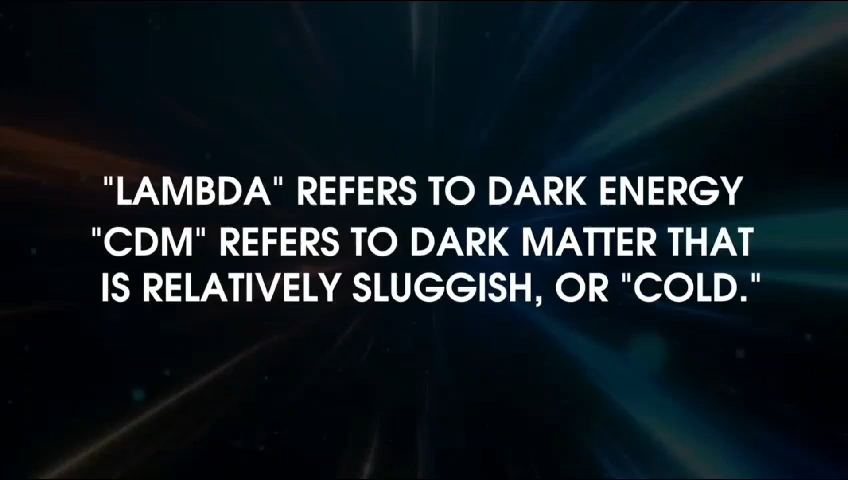 "LAMBDA" REFERS TO DARK ENERGY
"CDM" REFERS TO DARK MATTER THAT
IS RELATIVELY SLUGGISH, OR "COLD."